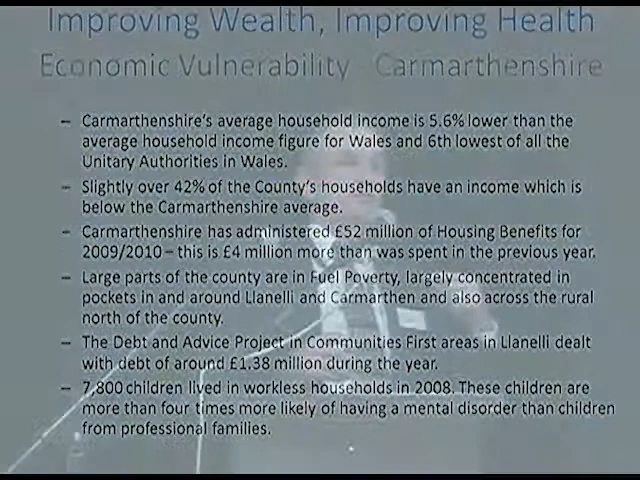 Improving Wealth, Improving Health
Economic Vulnerability - Carmarthenshire
– Carmarthenshire's average household income is 5.6% lower than the
average household income figure for Wales and 6th lowest of all the
Unitary Authorities in Wales.
– Slightly over 42% of the County's households have an income which is
below the Carmarthenshire average.
– Carmarthenshire has administered £52 million of Housing Benefits for
2009/2010 – this is £4 million more than was spent in the previous year.
– Large parts of the county are in Fuel Poverty, largely concentrated in
pockets in and around Llanelli and Carmarthen and also across the rural
north of the county.
– The Debt and Advice Project in Communities First areas in Llanelli dealt
with debt of around £1.38 million during the year.
– 7,800 children lived in workless households in 2008. These children are
more than four times more likely of having a mental disorder than children
from professional families.